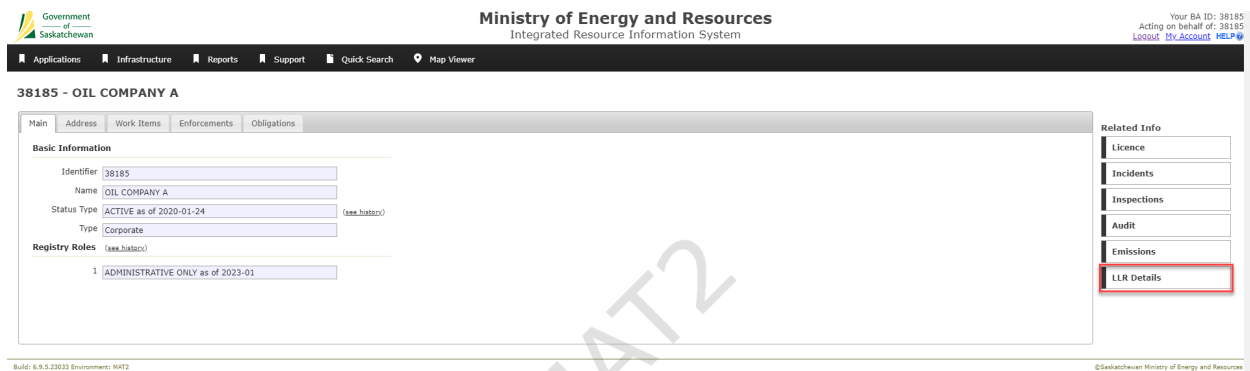 Government
of
Saskatchewan
Ministry of Energy and Resources
Integrated Resource Information System
Your BA ID: 38185
Acting on behalf of: 38185
Logout My Account HELP
Applications Infrastructure Reports Support Quick Search Map Viewer
38185 - OIL COMPANY A
Main Address Work Items Enforcements Obligations
Basic Information
Identifier 38185
Name OIL COMPANY A
Status Type ACTIVE as of 2020-01-24 (see history)
Type Corporate
Registry Roles (see history)
1 ADMINISTRATIVE ONLY as of 2023-01
Related Info
Licence
Incidents
Inspections
Audit
Emissions
LLR Details
MAT2
Build: 6.9.5.23033 Environment: MAT2
©Saskatchewan Ministry of Energy and Resources